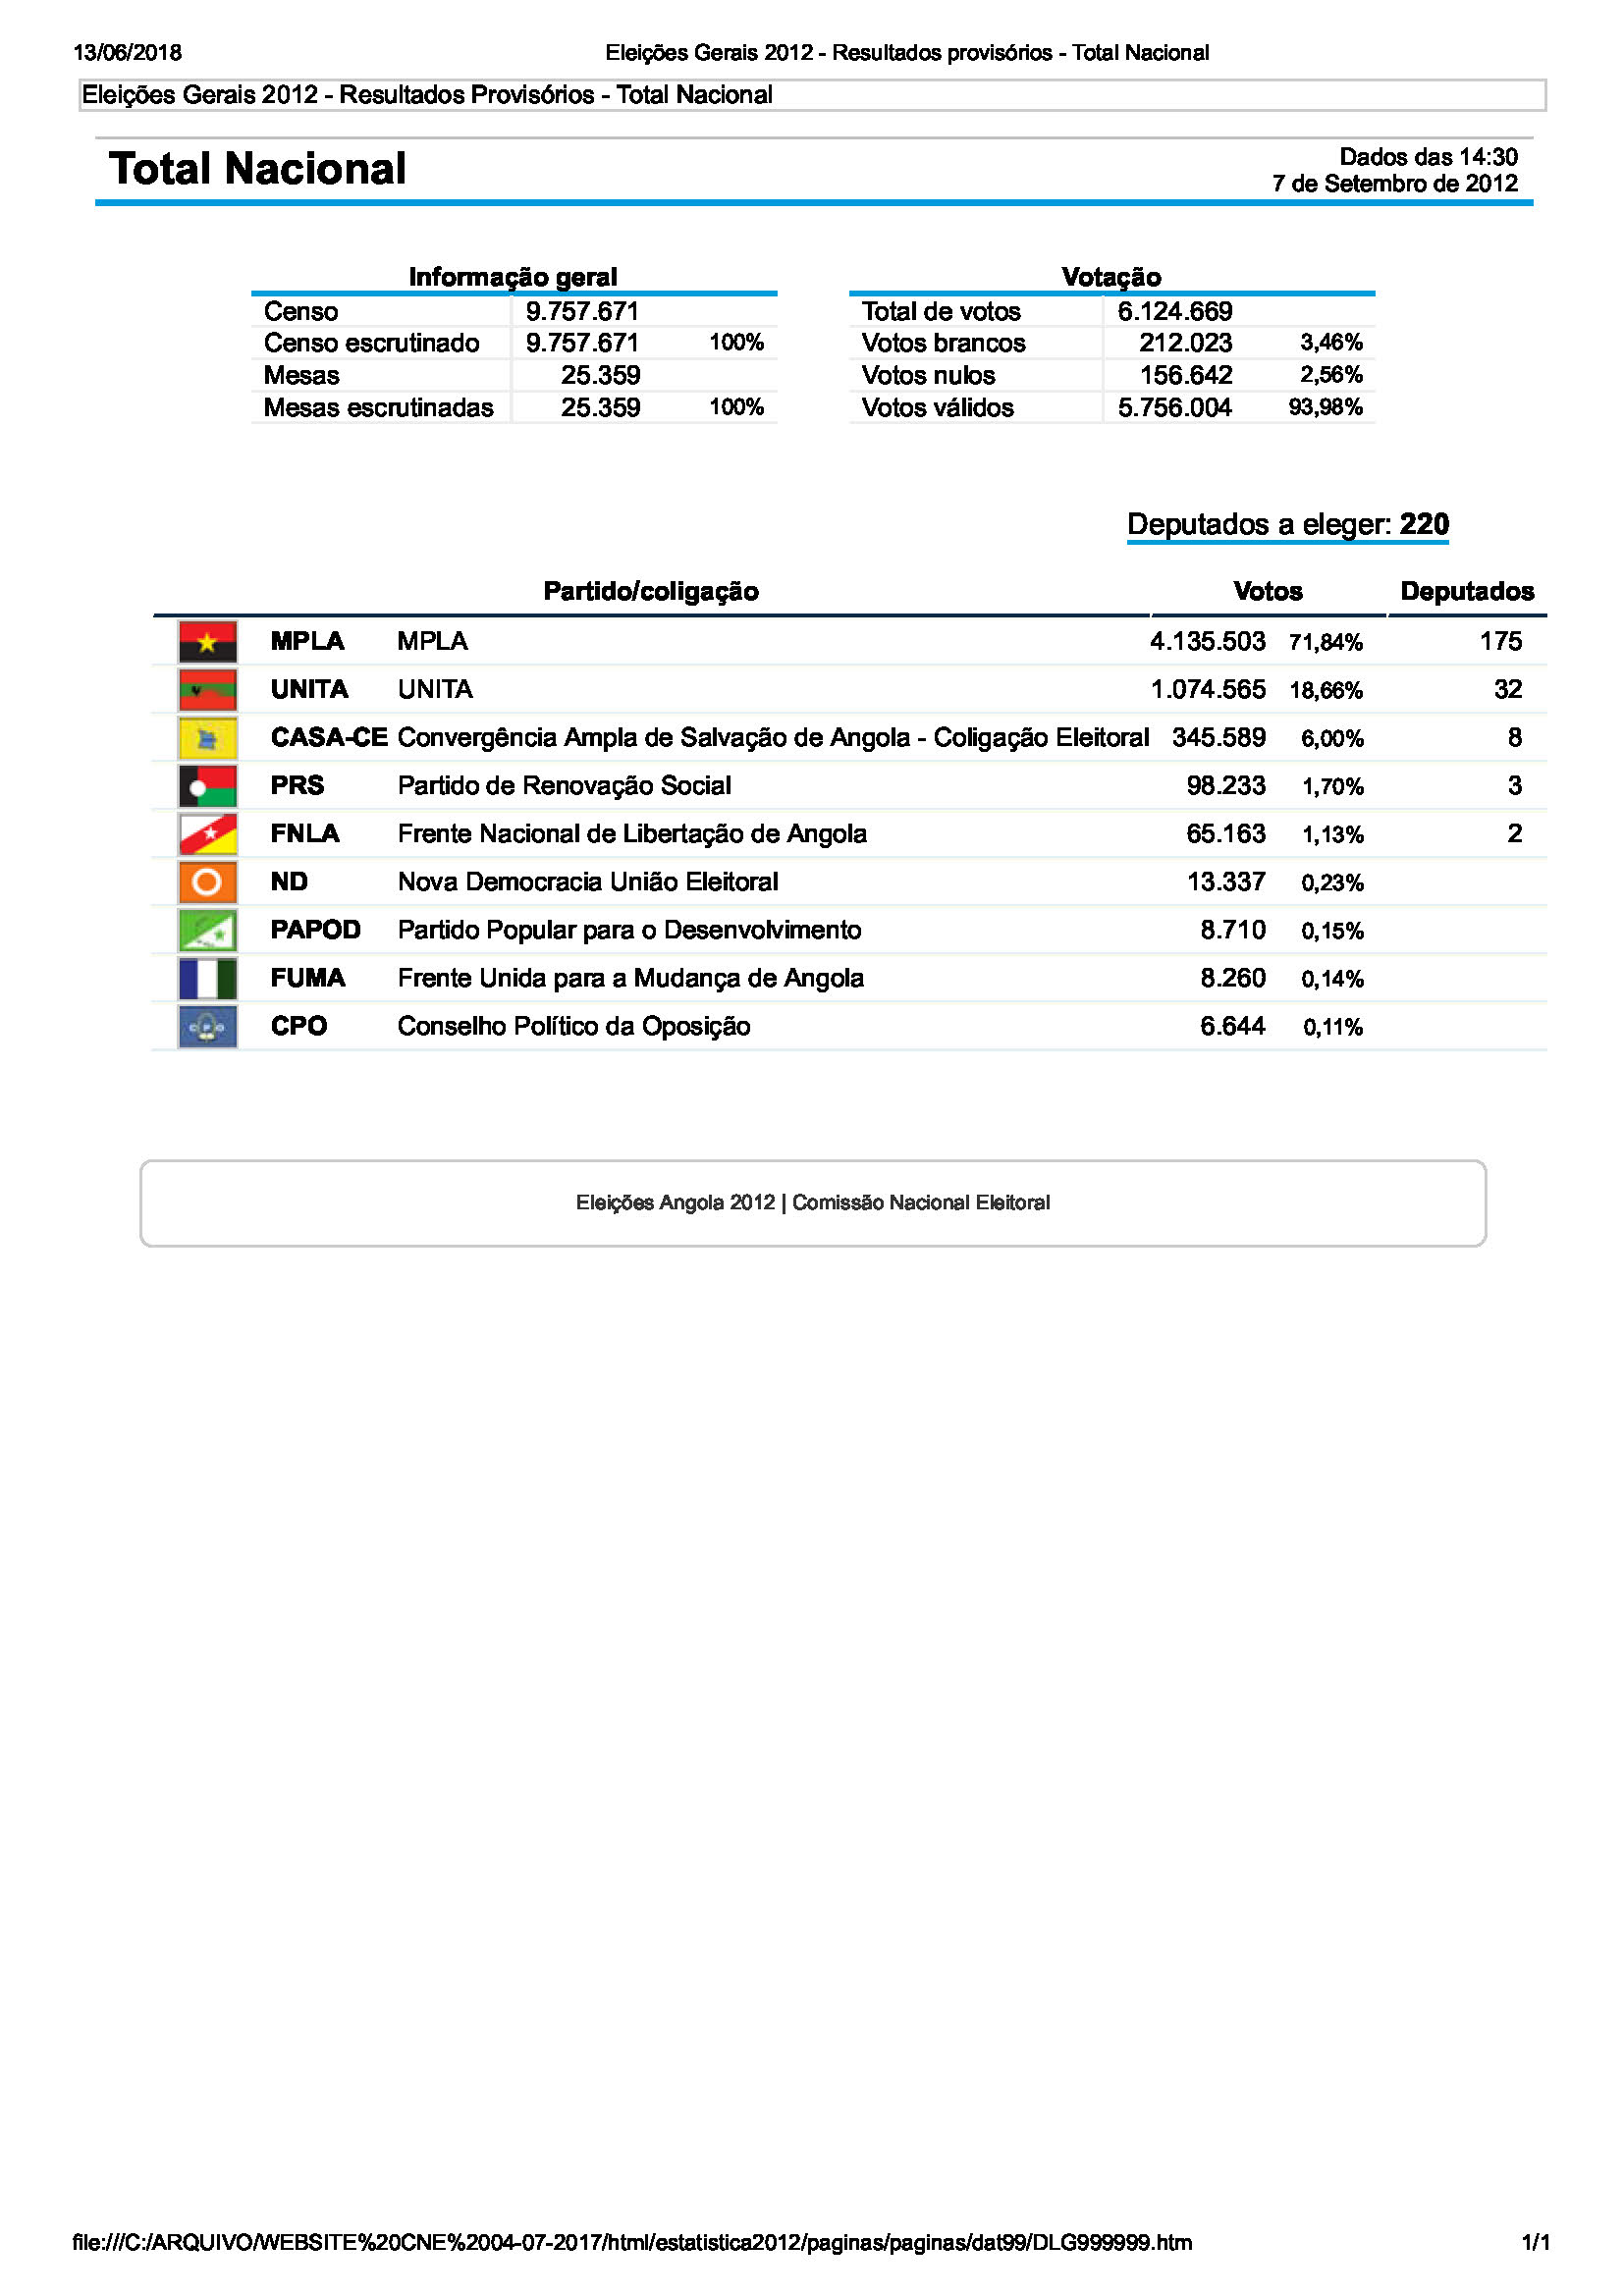 13/06/2018 Eleições Gerais 2012 - Resultados provisórios - Total Nacional
Eleições Gerais 2012 - Resultados Provisórios - Total Nacional
Total Nacional Dados das 14:30
7 de Setembro de 2012
Informação geral Votação
Censo 9.757.671 Total de votos 6.124.669
Censo escrutinado 9.757.671 100% Votos brancos 212.023 3,46%
Mesas 25.359 Votos nulos 156.642 2,56%
Mesas escrutinadas 25.359 100% Votos válidos 5.756.004 93,98%
Deputados a eleger: 220
Partido/coligação Votos Deputados
MPLA MPLA 4.135.503 71,84% 175
UNITA UNITA 1.074.565 18,66% 32
CASA-CE Convergência Ampla de Salvação de Angola - Coligação Eleitoral 345.589 6,00% 8
PRS Partido de Renovação Social 98.233 1,70% 3
FNLA Frente Nacional de Libertação de Angola 65.163 1,13% 2
ND Nova Democracia União Eleitoral 13.337 0,23%
PAPOD Partido Popular para o Desenvolvimento 8.710 0,15%
FUMA Frente Unida para a Mudança de Angola 8.260 0,14%
CPO CPO Conselho Político da Oposição 6.644 0,11%
Eleições Angola 2012 | Comissão Nacional Eleitoral
file:///C:/ARQUIVO/WEBSITE%20CNE%2004-07-2017/html/estatistica2012/paginas/paginas/dat99/DLG999999.htm 1/1